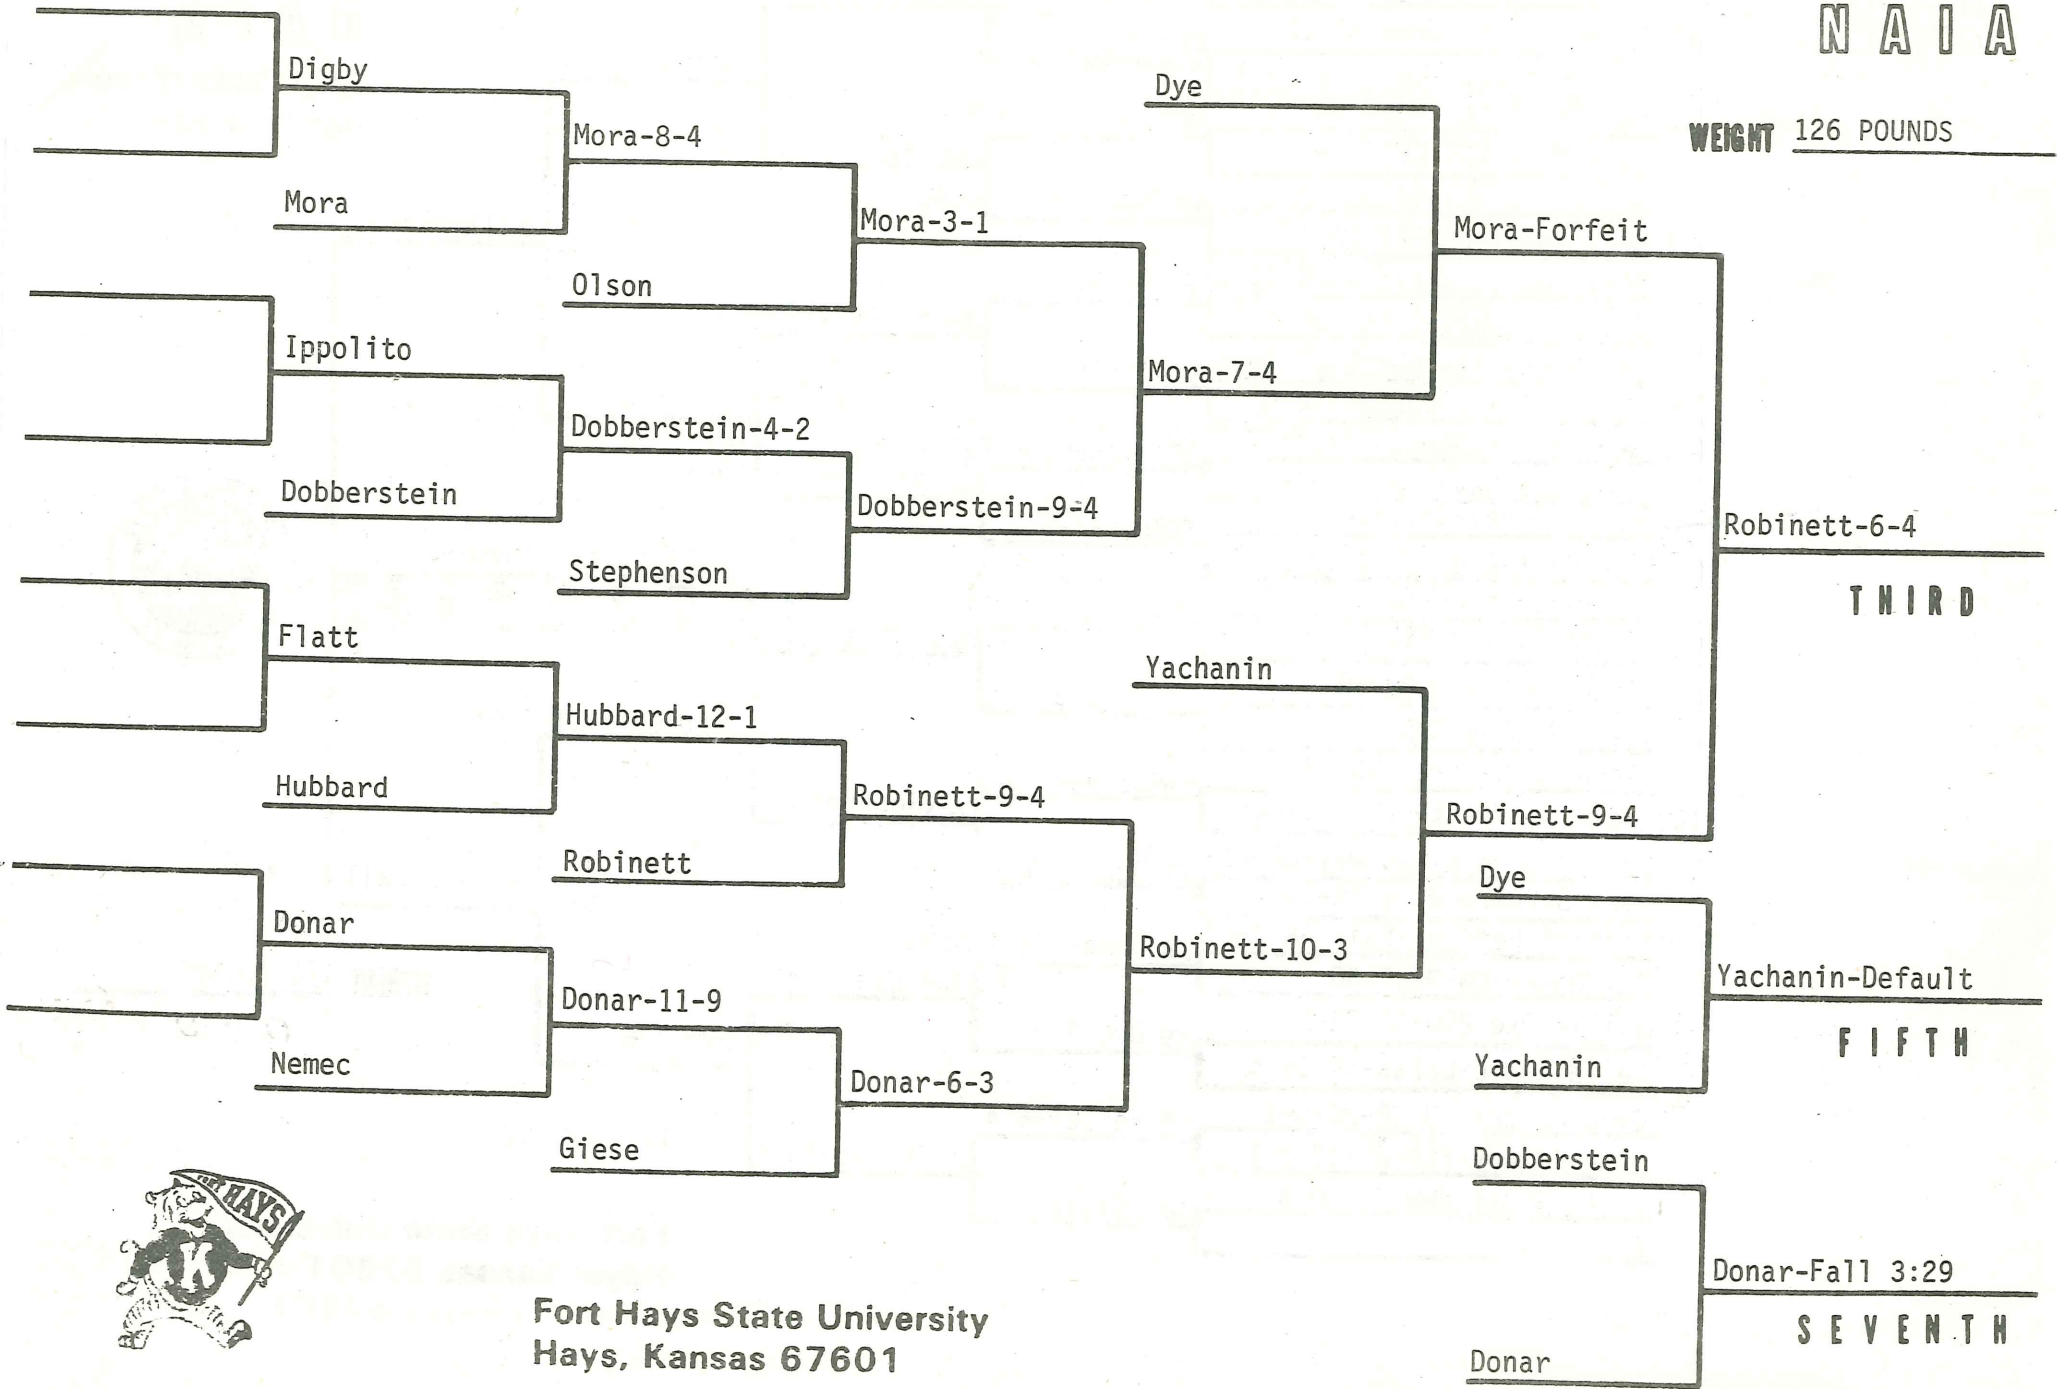 N A I A
WEIGHT 126 POUNDS
Digby
Mora-8-4
Mora
Mora-3-1
Olson
Ippolito
Dobberstein-4-2
Dobberstein
Dobberstein-9-4
Stephenson
Mora-7-4
Dye
Mora-Forfeit
Flatt
Hubbard-12-1
Hubbard
Robinett-9-4
Robinett
Donar
Donar-11-9
Nemec
Donar-6-3
Giese
Robinett-10-3
Yachanin
Robinett-9-4
Robinett-6-4
THIRD
Dye
Yachanin-Default
FIFTH
Yachanin
Dobberstein
Donar-Fall 3:29
SEVENTH
Donar
HAYS
K
Fort Hays State University
Hays, Kansas 67601